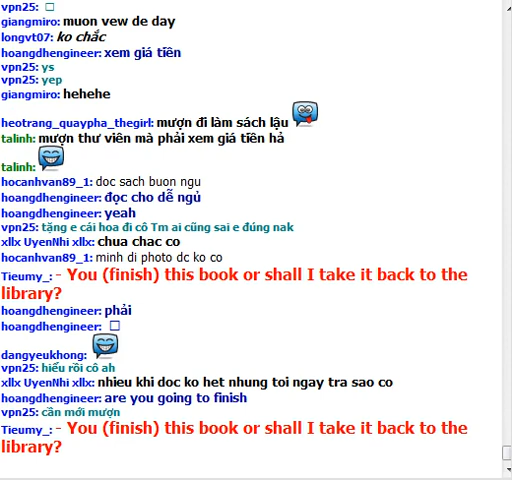 vpn25: □
giangmiro: muon vew de day
longvt07: ko chắc
hoangdhengineer: xem giá tiền
vpn25: ys
vpn25: yep
giangmiro: hehehe
heotrang_quaypha_thegirl: mượn đi làm sách lậu
talinh: mượn thư viên mà phải xem giá tiền hả
talinh:
hocanhvan89_1: doc sach buon ngu
hoangdhengineer: đọc cho dễ ngủ
hoangdhengineer: yeah
vpn25: tặng e cái hoa đi cô Tm ai cũng sai e đúng nak
xllx UyenNhi xllx: chua chac co
hocanhvan89_1: minh di photo dc ko co
Tieumy_: - You (finish) this book or shall I take it back to the
library?
hoangdhengineer: phải
hoangdhengineer: □
dangyeukhong:
vpn25: hiểu rồi cô ah
xllx UyenNhi xllx: nhieu khi doc ko het nhung toi ngay tra sao co
hoangdhengineer: are you going to finish
vpn25: cần mới mượn
Tieumy_: - You (finish) this book or shall I take it back to the
library?